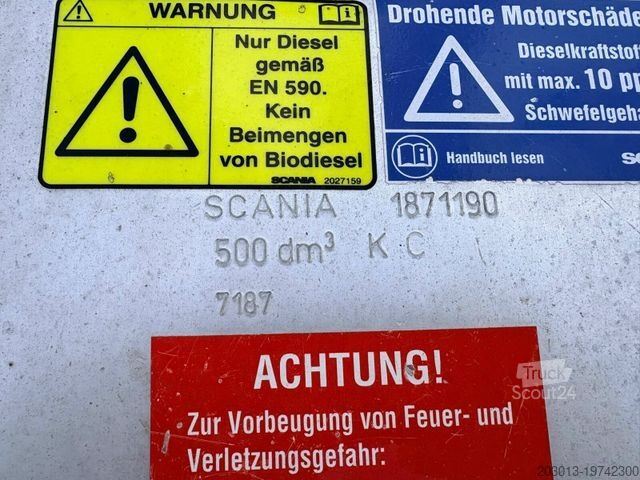 WARNUNG
Nur Diesel
gemäß
EN 590.
Kein
Beimengen
von Biodiesel
SCANIA 2027159
Drohende Motorschäde
Dieselkraftstof
mit max. 10 pp
Schwefelgeha
Handbuch lesen
SCANIA 1871190
500 dm³ K C
7187
ACHTUNG!
Zur Vorbeugung von Feuer- und
Verletzungsgefahr:
Truck
Scout24
203013-19742300